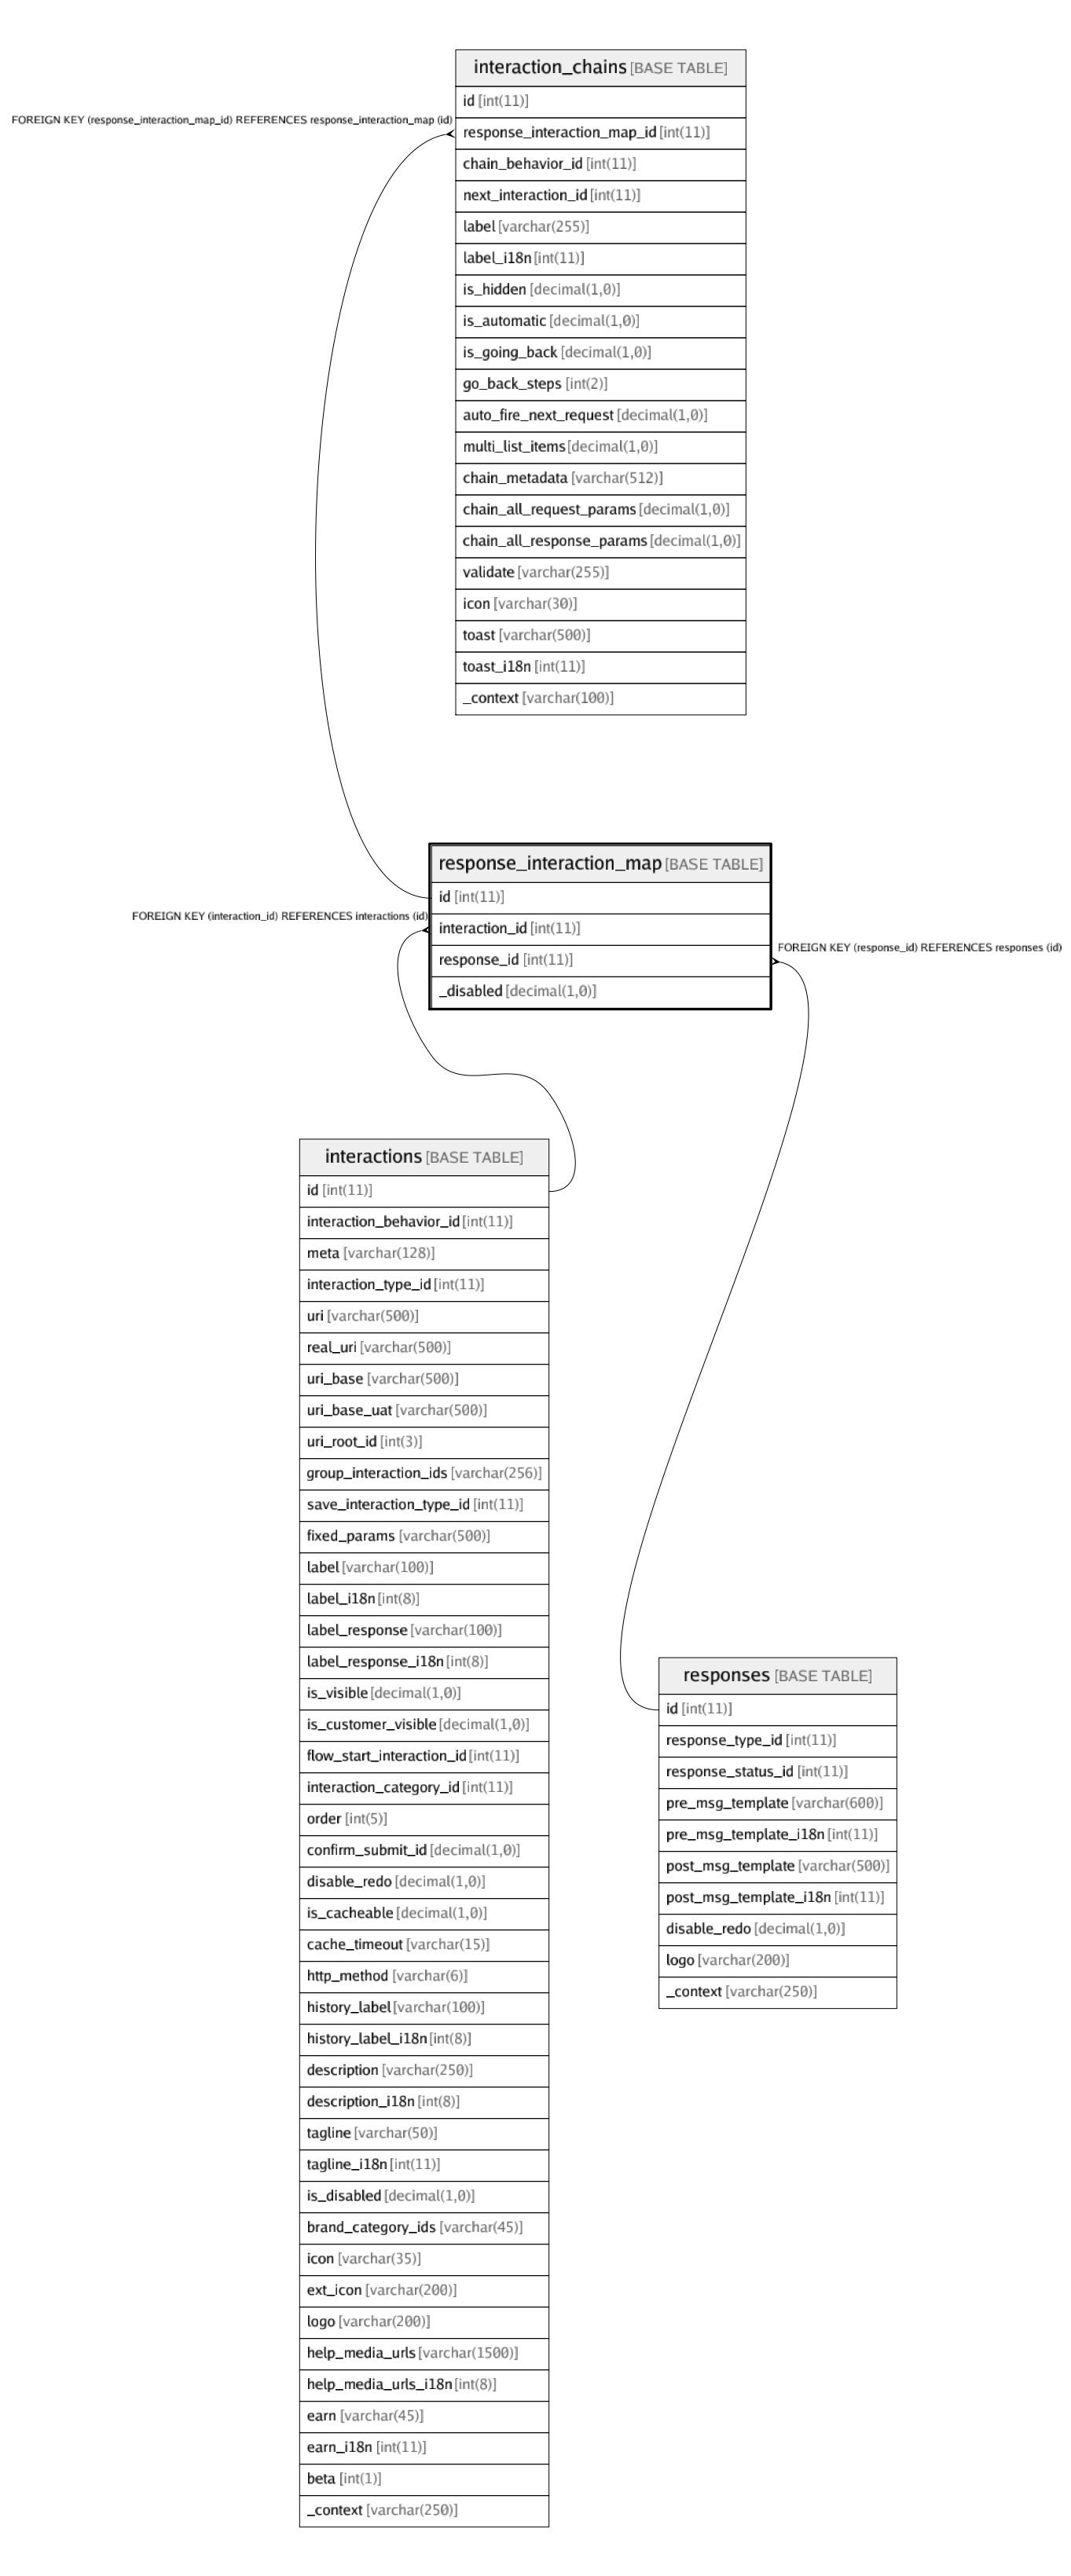 interaction_chains [BASE TABLE]
id [int(11)]
FOREIGN KEY (response_interaction_map_id) REFERENCES response_interaction_map (id)
response_interaction_map_id [int(11)]
chain_behavior_id [int(11)]
next_interaction_id [int(11)]
label [varchar(255)]
label_i18n [int(11)]
is_hidden [decimal(1,0)]
is_automatic [decimal(1,0)]
is_going_back [decimal(1,0)]
go_back_steps [int(2)]
auto_fire_next_request [decimal(1,0)]
multi_list_items [decimal(1,0)]
chain_metadata [varchar(512)]
chain_all_request_params [decimal(1,0)]
chain_all_response_params [decimal(1,0)]
validate [varchar(255)]
icon [varchar(30)]
toast [varchar(500)]
toast_i18n [int(11)]
_context [varchar(100)]
response_interaction_map [BASE TABLE]
id [int(11)]
FOREIGN KEY (interaction_id) REFERENCES interactions (id)
interaction_id [int(11)]
FOREIGN KEY (response_id) REFERENCES responses (id)
response_id [int(11)]
_disabled [decimal(1,0)]
interactions [BASE TABLE]
id [int(11)]
interaction_behavior_id [int(11)]
meta [varchar(128)]
interaction_type_id [int(11)]
uri [varchar(500)]
real_uri [varchar(500)]
uri_base [varchar(500)]
uri_base_uat [varchar(500)]
uri_root_id [int(3)]
group_interaction_ids [varchar(256)]
save_interaction_type_id [int(11)]
fixed_params [varchar(500)]
label [varchar(100)]
label_i18n [int(8)]
label_response [varchar(100)]
label_response_i18n [int(8)]
is_visible [decimal(1,0)]
is_customer_visible [decimal(1,0)]
flow_start_interaction_id [int(11)]
interaction_category_id [int(11)]
order [int(5)]
confirm_submit_id [decimal(1,0)]
disable_redo [decimal(1,0)]
is_cacheable [decimal(1,0)]
cache_timeout [varchar(15)]
http_method [varchar(6)]
history_label [varchar(100)]
history_label_i18n [int(8)]
description [varchar(250)]
description_i18n [int(8)]
tagline [varchar(50)]
tagline_i18n [int(11)]
is_disabled [decimal(1,0)]
brand_category_ids [varchar(45)]
icon [varchar(35)]
ext_icon [varchar(200)]
logo [varchar(200)]
help_media_urls [varchar(1500)]
help_media_urls_i18n [int(8)]
earn [varchar(45)]
earn_i18n [int(11)]
beta [int(1)]
_context [varchar(250)]
responses [BASE TABLE]
id [int(11)]
response_type_id [int(11)]
response_status_id [int(11)]
pre_msg_template [varchar(600)]
pre_msg_template_i18n [int(11)]
post_msg_template [varchar(500)]
post_msg_template_i18n [int(11)]
disable_redo [decimal(1,0)]
logo [varchar(200)]
_context [varchar(250)]